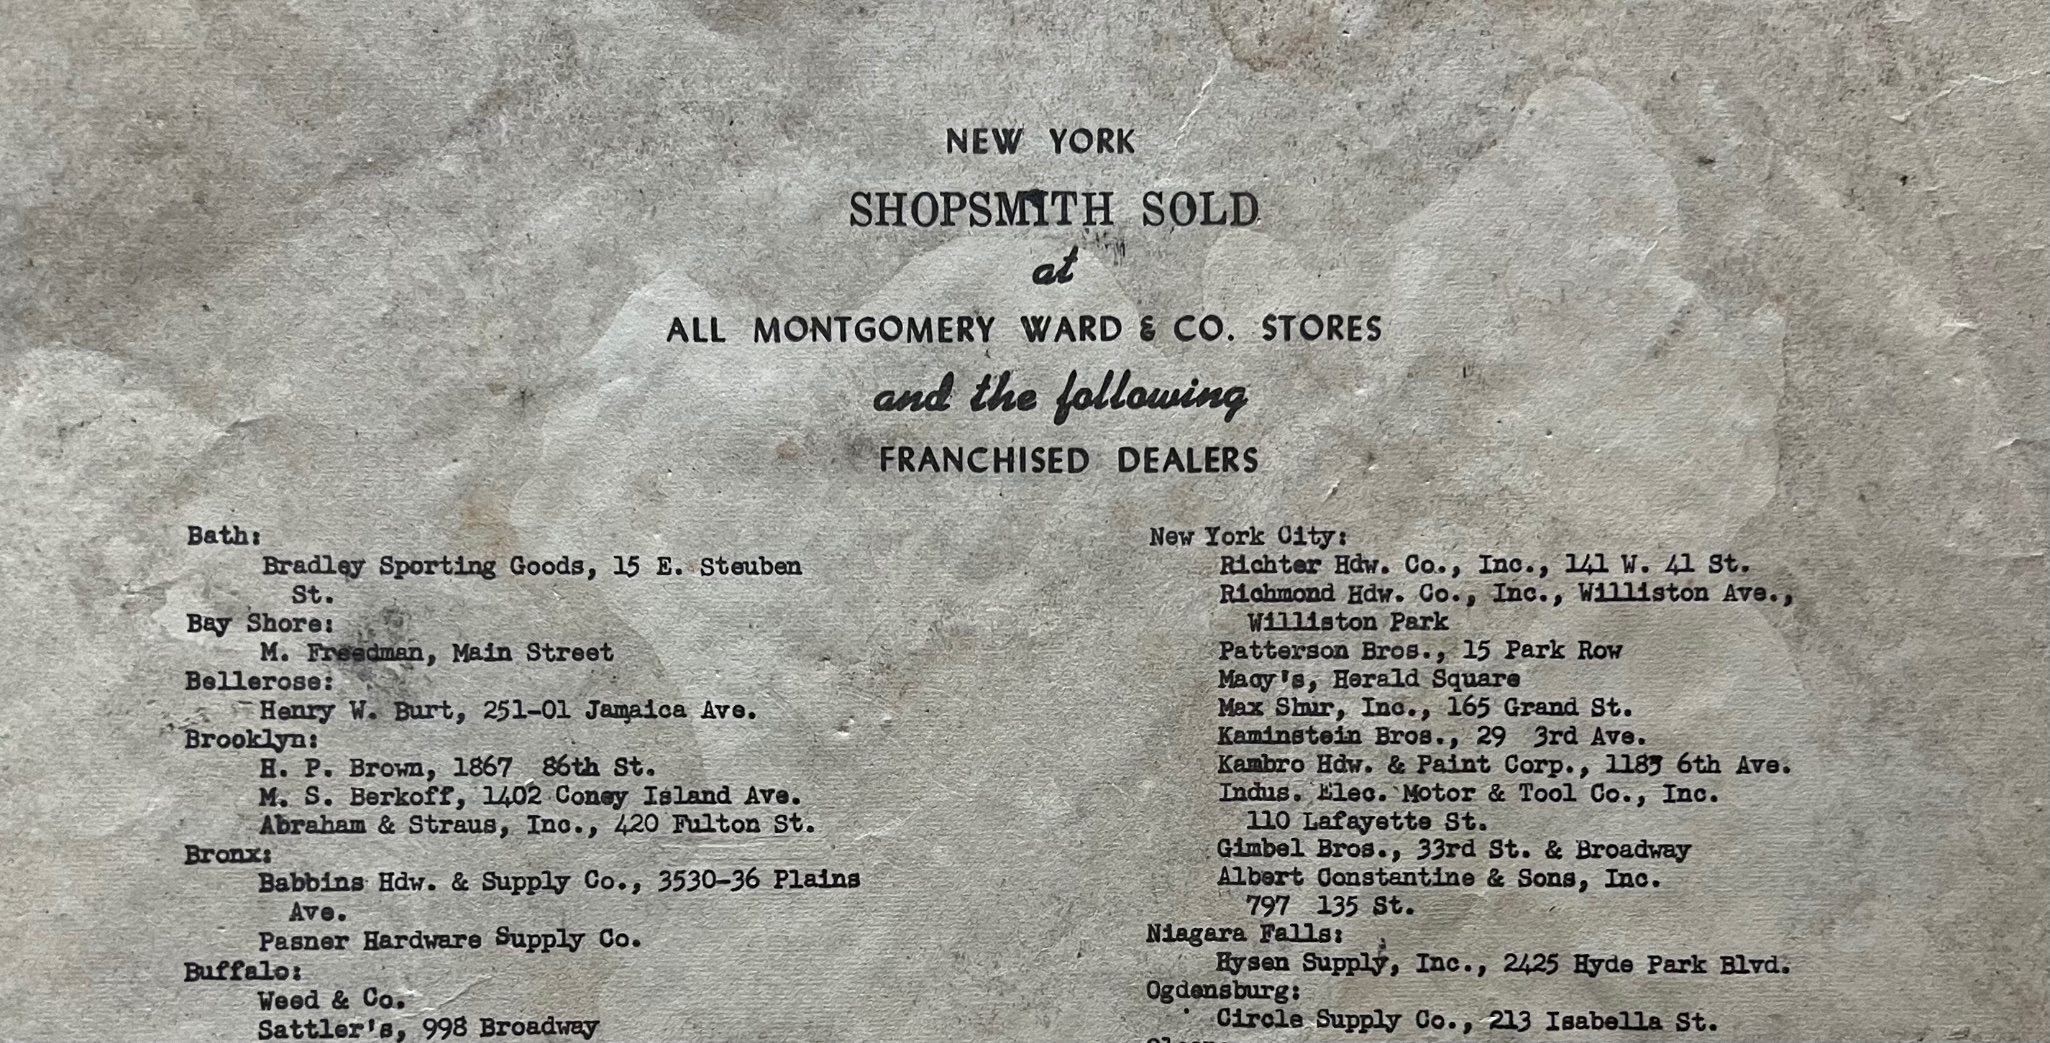 NEW YORK
SHOPSMITH SOLD
at
ALL MONTGOMERY WARD & CO. STORES
and the following
FRANCHISED DEALERS
Bath:
Bradley Sporting Goods, 15 E. Steuben
St.
Bay Shore:
M. Freedman, Main Street
Bellerose:
Henry W. Burt, 251-01 Jamaica Ave.
Brooklyn:
H. P. Brown, 1867 86th St.
M. S. Berkoff, 1402 Coney Island Ave.
Abraham & Straus, Inc., 420 Fulton St.
Bronx:
Babbins Hdw. & Supply Co., 3530-36 Plains
Ave.
Pasner Hardware Supply Co.
Buffalo:
Weed & Co.
Sattler's, 998 Broadway
New York City:
Richter Hdw. Co., Inc., 141 W. 41 St.
Richmond Hdw. Co., Inc., Williston Ave.,
Williston Park
Patterson Bros., 15 Park Row
Macy's, Herald Square
Max Shur, Inc., 165 Grand St.
Kaminstein Bros., 29 3rd Ave.
Kambro Hdw. & Paint Corp., 6th Ave.
Indus. Elec. Motor & Tool Co., Inc.
110 Lafayette St.
Gimbel Bros., 33rd St. & Broadway
Albert Constantine & Sons, Inc.
797 135 St.
Niagara Falls:
Hysen Supply, Inc., 2425 Hyde Park Blvd.
Ogdensburg:
Circle Supply Co., 213 Isabella St.